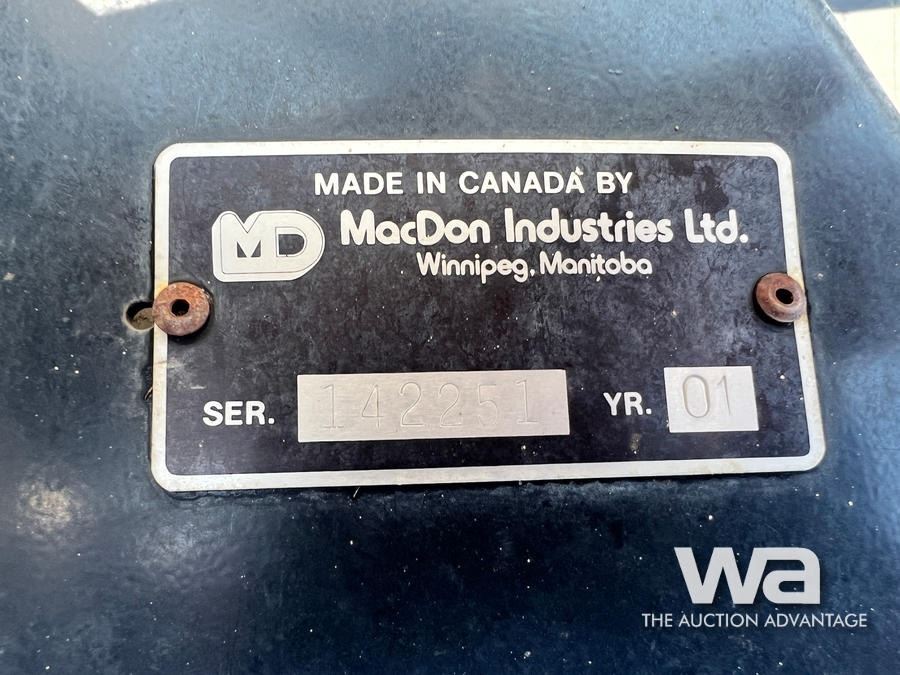 MADE IN CANADA BY
MD MacDon Industries Ltd.
Winnipeg, Manitoba
SER. 142251 YR. 01
wa
THE AUCTION ADVANTAGE